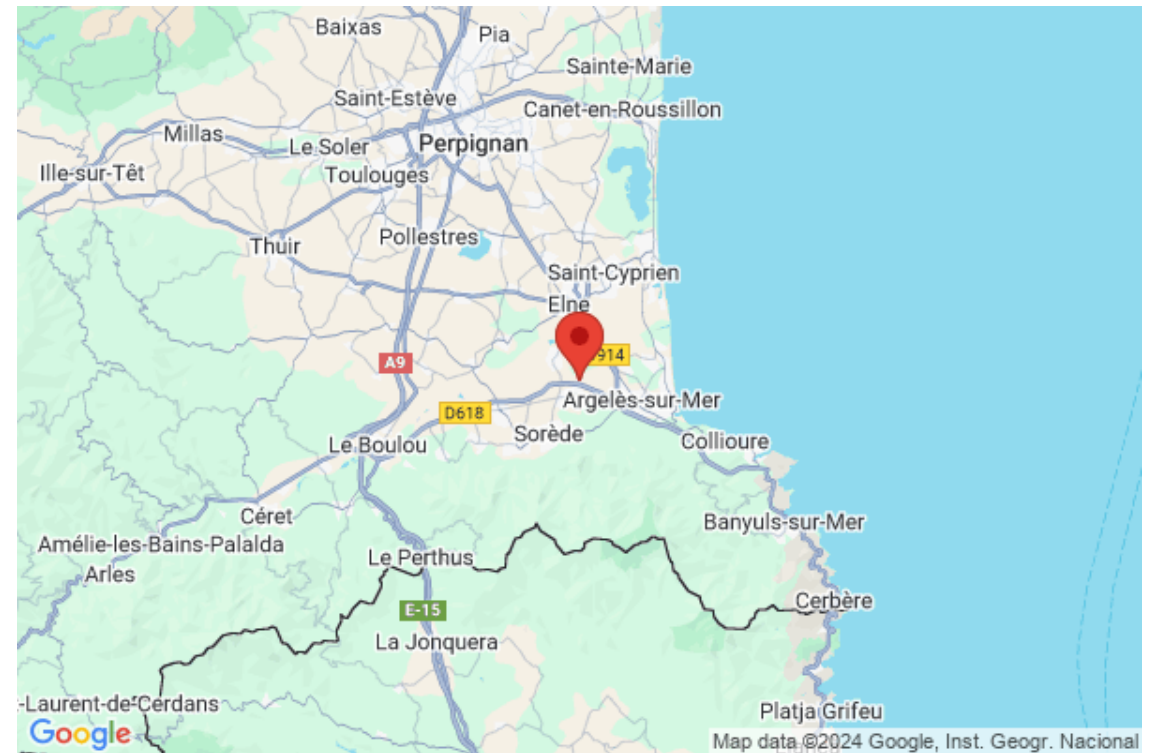 Baixas
Pia
Sainte-Marie
Saint-Estève
Canet-en-Roussillon
Millas
Le Soler
Perpignan
Ille-sur-Têt
Toulouges
Thuir
Pollestres
Saint-Cyprien
Elne
914
A9
Argelès-sur-Mer
D618
Sorède
Le Boulou
Collioure
Céret
Banyuls-sur-Mer
Amélie-les-Bains-Palalda
Le Perthus
Arles
Cerbère
E-15
La Jonquera
-Laurent-de-Cerdans
Platja Grifeu
Google
Map data ©2024 Google, Inst. Geogr. Nacional